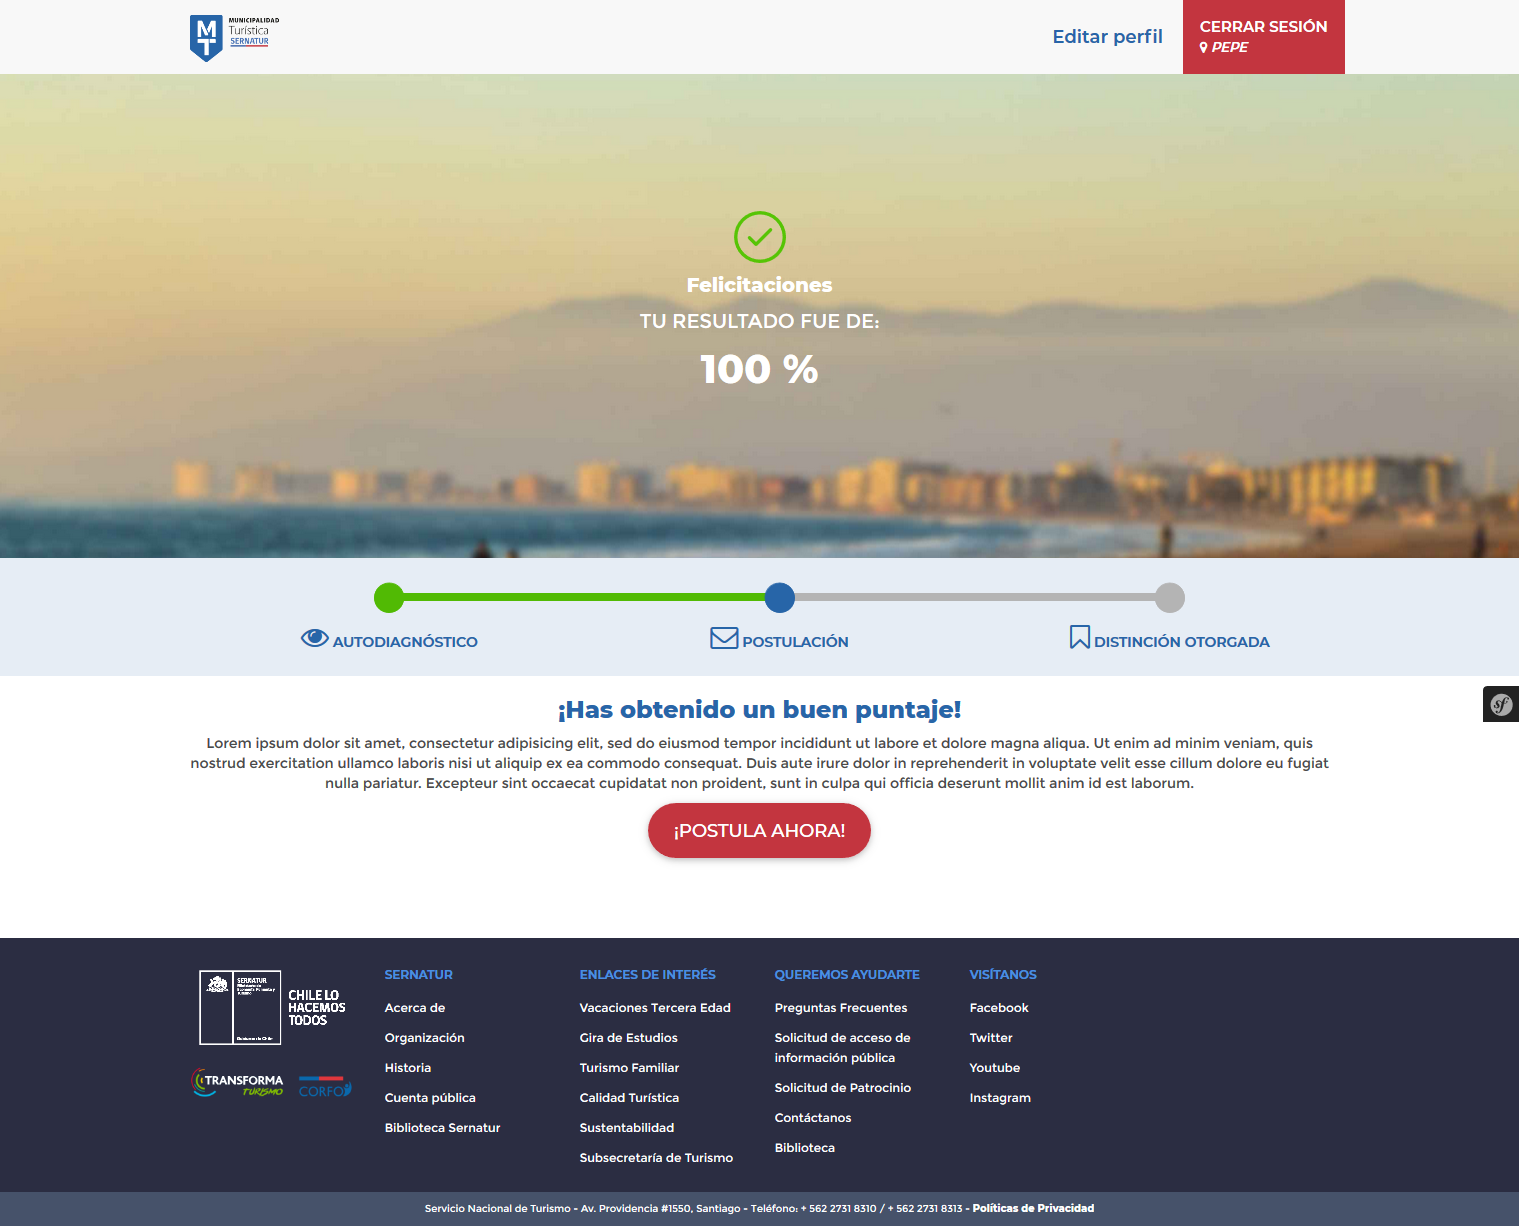 MUNICIPALIDAD
Turística
SERNATUR
MT
Editar perfil
CERRAR SESIÓN
PEPE
Felicitaciones
TU RESULTADO FUE DE:
100 %
AUTODIAGNÓSTICO
POSTULACIÓN
DISTINCIÓN OTORGADA
¡Has obtenido un buen puntaje!
Lorem ipsum dolor sit amet, consectetur adipisicing elit, sed do eiusmod tempor incididunt ut labore et dolore magna aliqua. Ut enim ad minim veniam, quis
nostrud exercitation ullamco laboris nisi ut aliquip ex ea commodo consequat. Duis aute irure dolor in reprehenderit in voluptate velit esse cillum dolore eu fugiat
nulla pariatur. Excepteur sint occaecat cupidatat non proident, sunt in culpa qui officia deserunt mollit anim id est laborum.
¡POSTULA AHORA!
sf
SERNATUR
CHILE LO
HACEMOS
TODOS
TRANSFORMA
TURISMO
CORFO
SERNATUR
Acerca de
Organización
Historia
Cuenta pública
Biblioteca Sernatur
ENLACES DE INTERÉS
Vacaciones Tercera Edad
Gira de Estudios
Turismo Familiar
Calidad Turística
Sustentabilidad
Subsecretaría de Turismo
QUEREMOS AYUDARTE
Preguntas Frecuentes
Solicitud de acceso de
información pública
Solicitud de Patrocinio
Contáctanos
Biblioteca
VISÍTANOS
Facebook
Twitter
Youtube
Instagram
Servicio Nacional de Turismo - Av. Providencia #1550, Santiago - Teléfono: + 562 2731 8310 / + 562 2731 8313 - Políticas de Privacidad